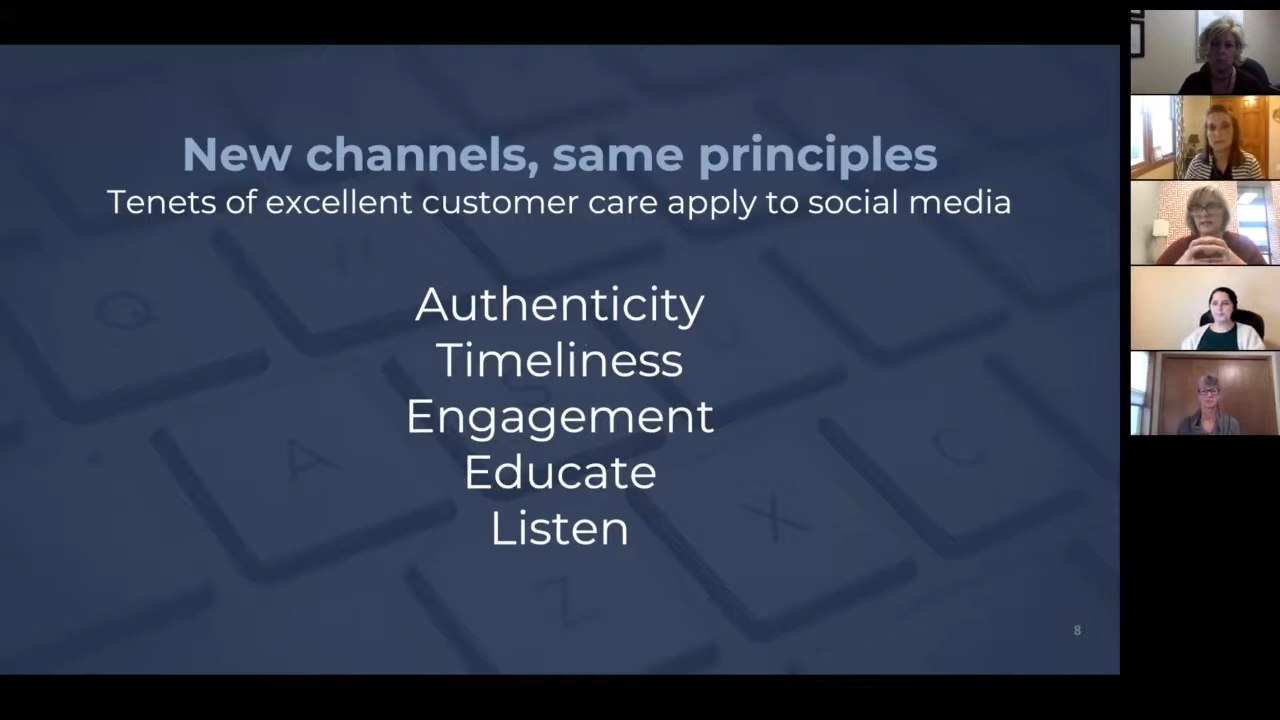 New channels, same principles
Tenets of excellent customer care apply to social media
Authenticity
Timeliness
Engagement
Educate
Listen
Q
A
X
C
Z
8